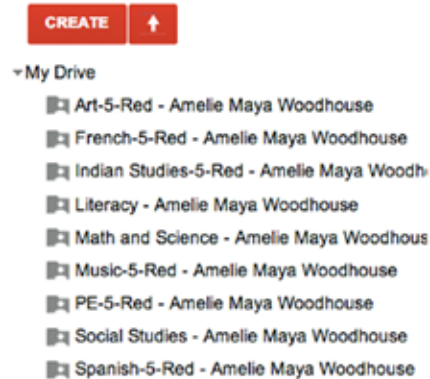 CREATE
My Drive
Art-5-Red - Amelie Maya Woodhouse
French-5-Red - Amelie Maya Woodhouse
Indian Studies-5-Red - Amelie Maya Woodh
Literacy - Amelie Maya Woodhouse
Math and Science - Amelie Maya Woodhous
Music-5-Red - Amelie Maya Woodhouse
PE-5-Red - Amelie Maya Woodhouse
Social Studies - Amelie Maya Woodhouse
Spanish-5-Red - Amelie Maya Woodhouse